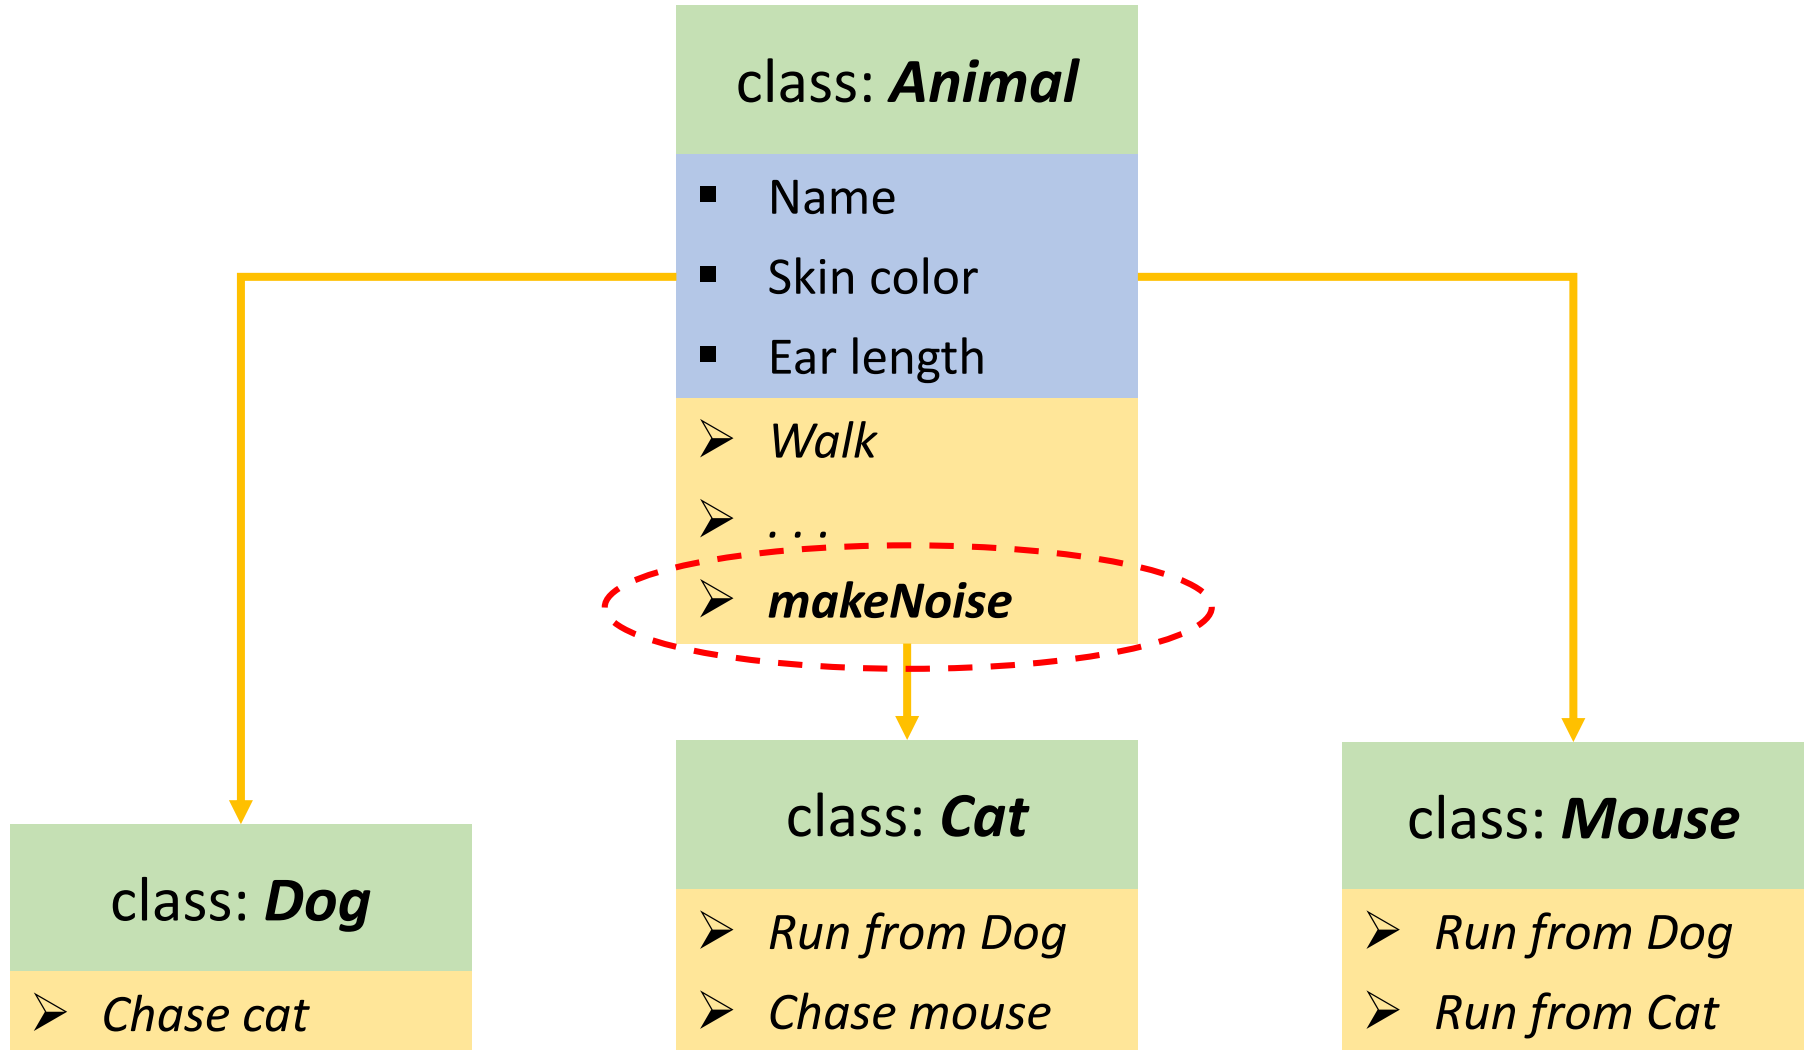 class: Animal
Name
Skin color
Ear length
Walk
. . .
makeNoise
class: Dog
Chase cat
class: Cat
Run from Dog
Chase mouse
class: Mouse
Run from Dog
Run from Cat